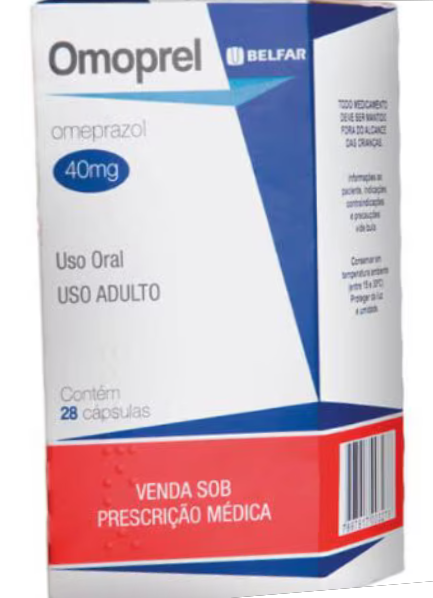 Omoprel
BELFAR
omeprazol
40mg
Uso Oral
USO ADULTO
Contém
28 cápsulas
VENDA SOB
PRESCRIÇÃO MÉDICA
TODO MEDICAMENTO
DEVE SER MANTIDO
FORA DO ALCANCE
DAS CRIANÇAS
Informações ao
paciente, indicações
contraindicações
e precauções
vide bula.
Conservar em
temperatura ambiente
(entre 15 e 30ºC)
Proteger da luz
e umidade.